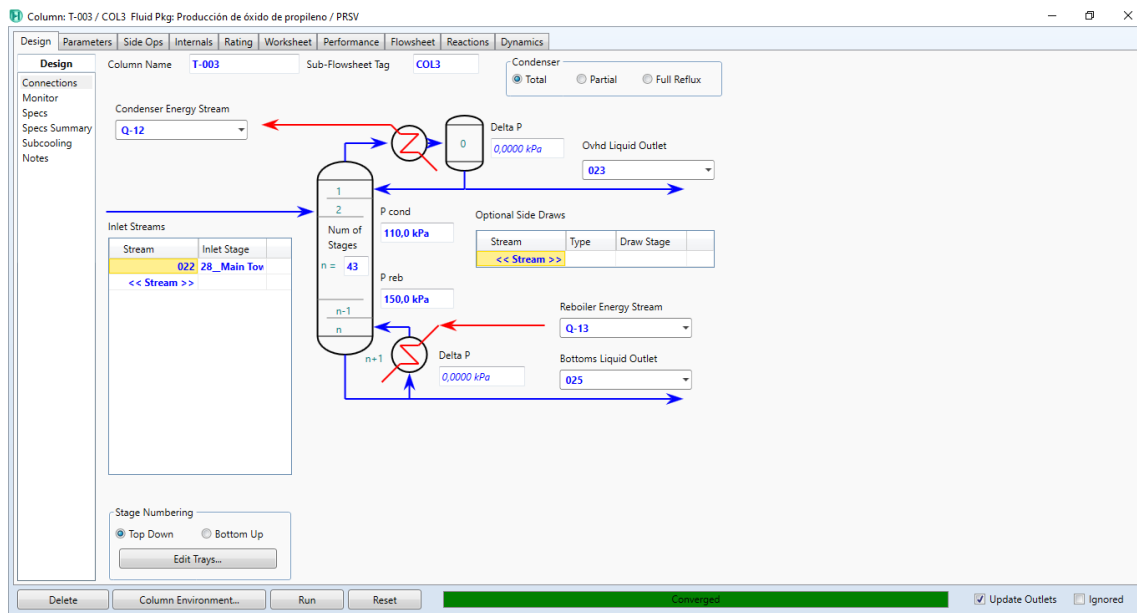 Column: T-003 / COL3 Fluid Pkg: Producción de óxido de propileno / PRSV
Design Parameters Side Ops Internals Rating Worksheet Performance Flowsheet Reactions Dynamics
Design
Connections
Monitor
Specs
Specs Summary
Subcooling
Notes
Column Name T-003 Sub-Flowsheet Tag COL3
Condenser
Total Partial Full Reflux
Condenser Energy Stream
Q-12
0
Delta P
0,0000 kPa
Ovhd Liquid Outlet
023
1
2
Num of
Stages
n = 43
n-1
n
n+1
P cond
110,0 kPa
P reb
150,0 kPa
Inlet Streams
Stream Inlet Stage
022 28__Main Tov
<< Stream >>
Optional Side Draws
Stream Type Draw Stage
<< Stream >>
Reboiler Energy Stream
Q-13
Delta P
0,0000 kPa
Bottoms Liquid Outlet
025
Stage Numbering
Top Down Bottom Up
Edit Trays...
Delete Column Environment... Run Reset Converged Update Outlets Ignored